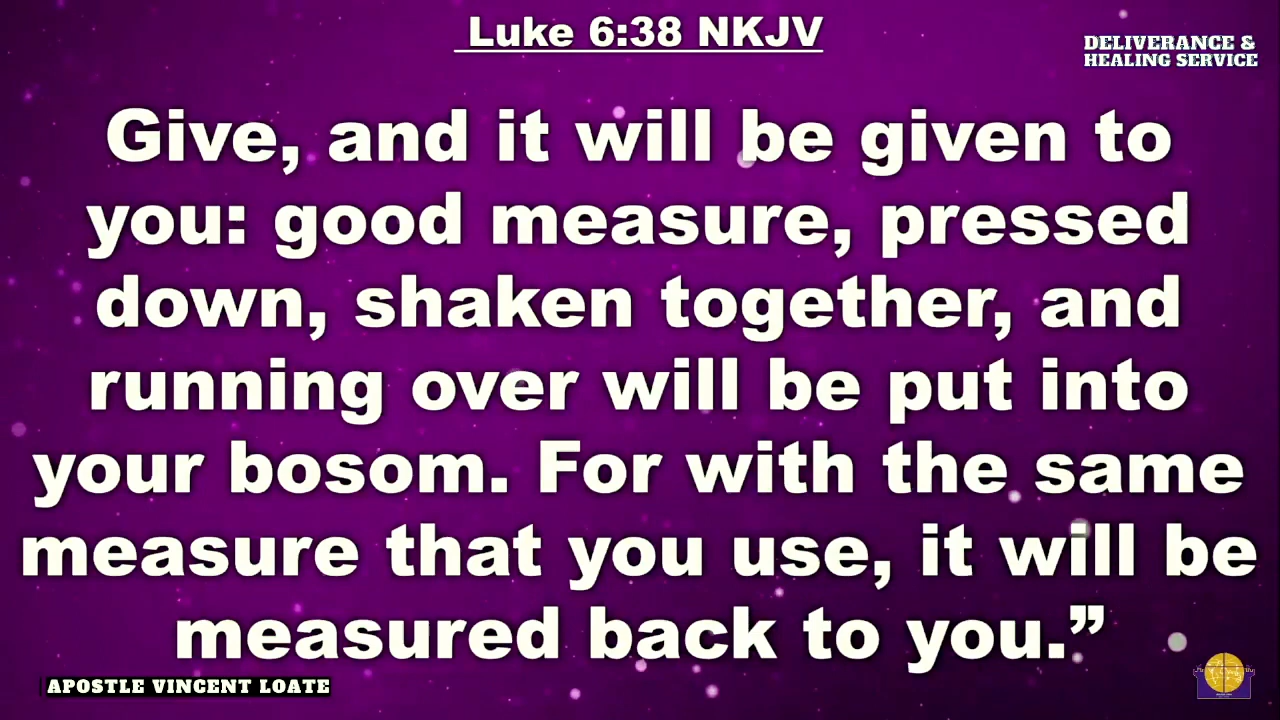 Luke 6:38 NKJV
DELIVERANCE &
HEALING SERVICE
Give, and it will be given to
you: good measure, pressed
down, shaken together, and
running over will be put into
your bosom. For with the same
measure that you use, it will be
measured back to you.”
APOSTLE VINCENT LOATE